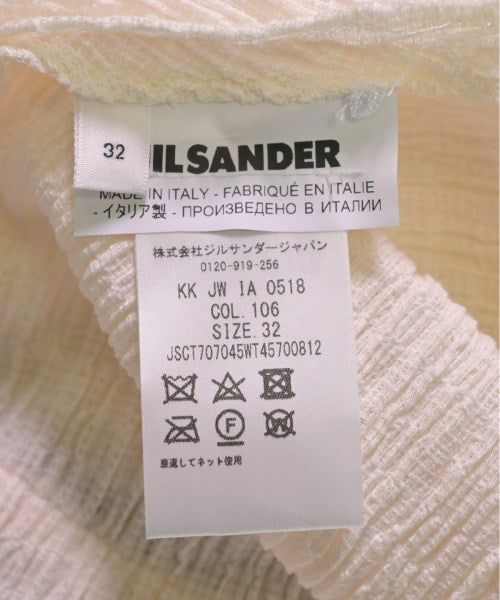 32
IL SANDER
MADE IN ITALY - FABRIQUÉ EN ITALIE
- イタリア製 - ПРОИЗВЕДЕНО В ИТАЛИИ
株式会社ジルサンダージャパン
0120-919-256
KK JW IA 0518
COL. 106
SIZE. 32
JSCT707045WT45700812
F
W
裏返してネット使用